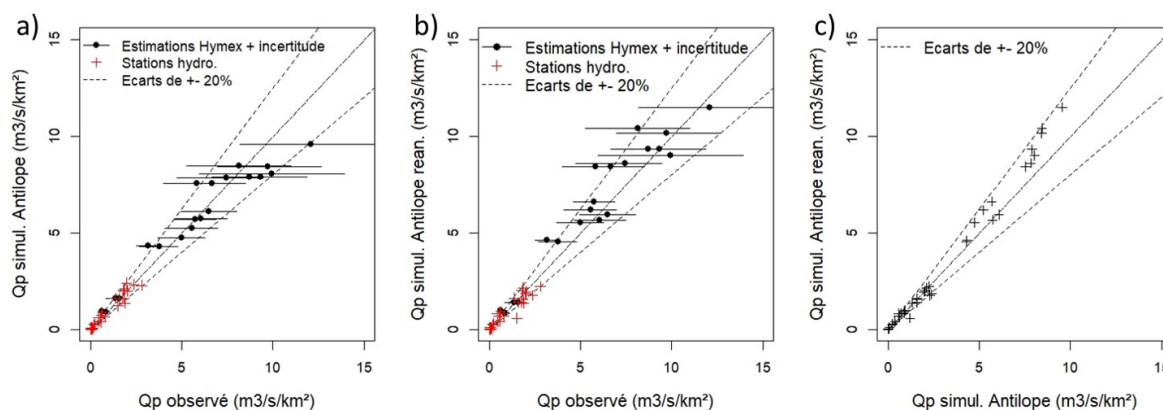 a)
Qp simul. Antilope (m3/s/km²)
15
10
5
0
Estimations Hymex + incertitude
Stations hydro.
Ecarts de +- 20%
0 5 10 15
Qp observé (m3/s/km²)
b)
Qp simul. Antilope rean. (m3/s/km²)
15
10
5
0
Estimations Hymex + incertitude
Stations hydro.
Ecarts de +- 20%
0 5 10 15
Qp observé (m3/s/km²)
c)
Qp simul. Antilope rean. (m3/s/km²)
15
10
5
0
Ecarts de +- 20%
0 5 10 15
Qp simul. Antilope (m3/s/km²)